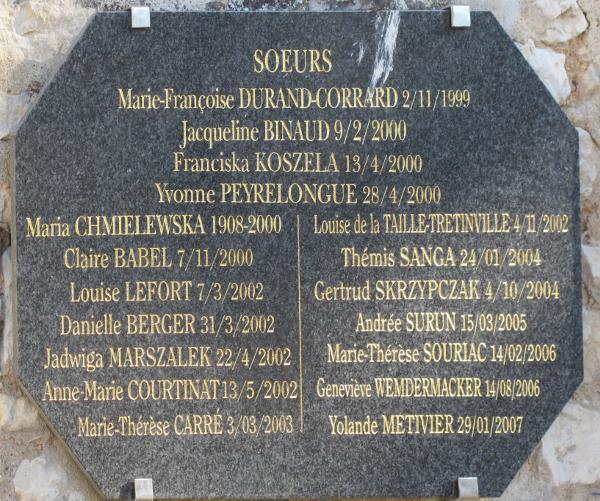 SOEURS
Marie-Françoise DURAND-CORRARD 2/11/1999
Jacqueline BINAUD 9/2/2000
Franciska KOSZELA 13/4/2000
Yvonne PEYRELONGUE 28/4/2000
Maria CHMIELEWSKA 1908-2000
Claire BABEL 7/11/2000
Louise LEFORT 7/3/2002
Danielle BERGER 31/3/2002
Jadwiga MARSZALEK 22/4/2002
Anne-Marie COURTINAT 13/5/2002
Marie-Thérèse CARRÉ 3/03/2003
Louise de la TAILLE-TRETINVILLE 4/11/2002
Thémis SANGA 24/01/2004
Gertrud SKRZYPCZAK 4/10/2004
Andrée SURUN 15/03/2005
Marie-Thérèse SOURIAC 14/02/2006
Geneviève WEMDERMACKER 14/08/2006
Yolande METIVIER 29/01/2007